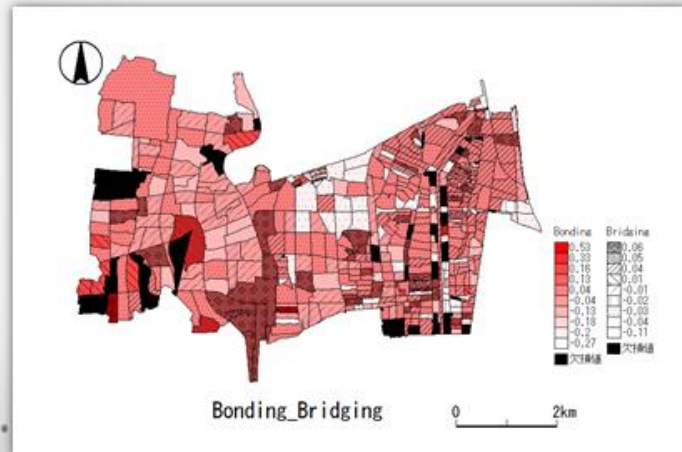 Bonding Bridging
0.53 0.06
0.33 0.05
0.16 0.04
0.13 0.01
0.04 -0.01
-0.04 -0.02
-0.13 -0.03
-0.18 -0.04
-0.2 -0.11
-0.27
欠損値 欠損値
Bonding_Bridging
0 2km